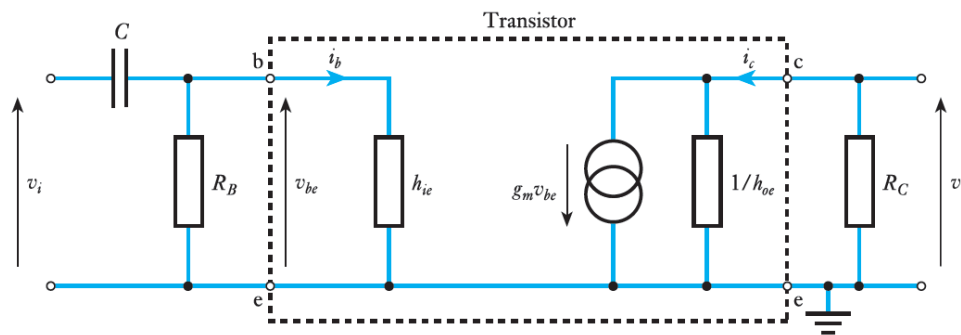 Transistor
C
b
i_b
i_c
c
v_i
R_B
v_be
h_ie
g_m v_be
1/h_oe
R_C
v
e
e